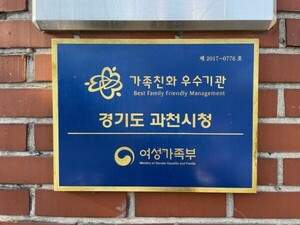 제 2017-0778 호
가족친화 우수기관
Best Family Friendly Management
경기도 과천시청
여성가족부
Ministry of Gender Equality and Family